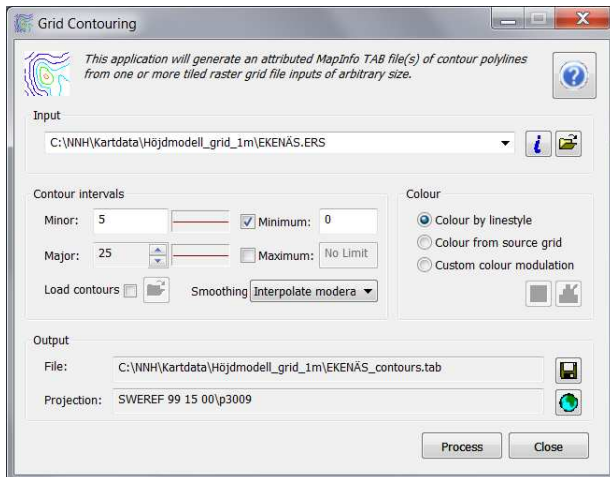 Grid Contouring
This application will generate an attributed MapInfo TAB file(s) of contour polylines
from one or more tiled raster grid file inputs of arbitrary size.
Input
C:\NNH\Kartdata\Höjdmodell_grid_1m\EKENÄS.ERS
Contour intervals
Minor: 5 Minimum: 0
Major: 25 Maximum: No Limit
Load contours Smoothing Interpolate modera
Colour
Colour by linestyle
Colour from source grid
Custom colour modulation
Output
File: C:\NNH\Kartdata\Höjdmodell_grid_1m\EKENÄS_contours.tab
Projection: SWEREF 99 15 00\p3009
Process Close